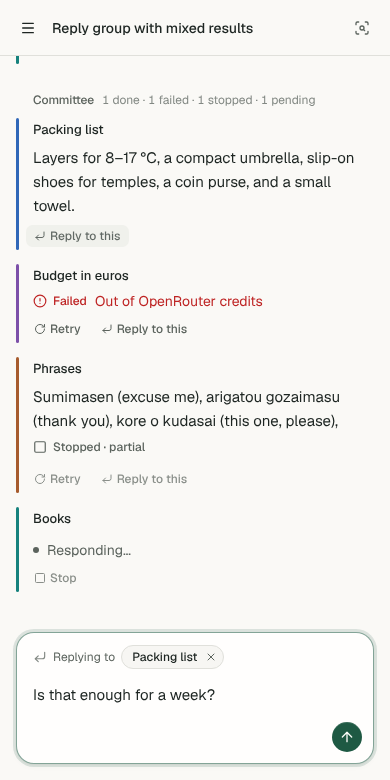 Reply group with mixed results
Committee 1 done · 1 failed · 1 stopped · 1 pending
Packing list
Layers for 8–17 °C, a compact umbrella, slip-on
shoes for temples, a coin purse, and a small
towel.
Reply to this
Budget in euros
Failed Out of OpenRouter credits
Retry Reply to this
Phrases
Sumimasen (excuse me), arigatou gozaimasu
(thank you), kore o kudasai (this one, please),
Stopped · partial
Retry Reply to this
Books
Responding...
Stop
Replying to Packing list
Is that enough for a week?